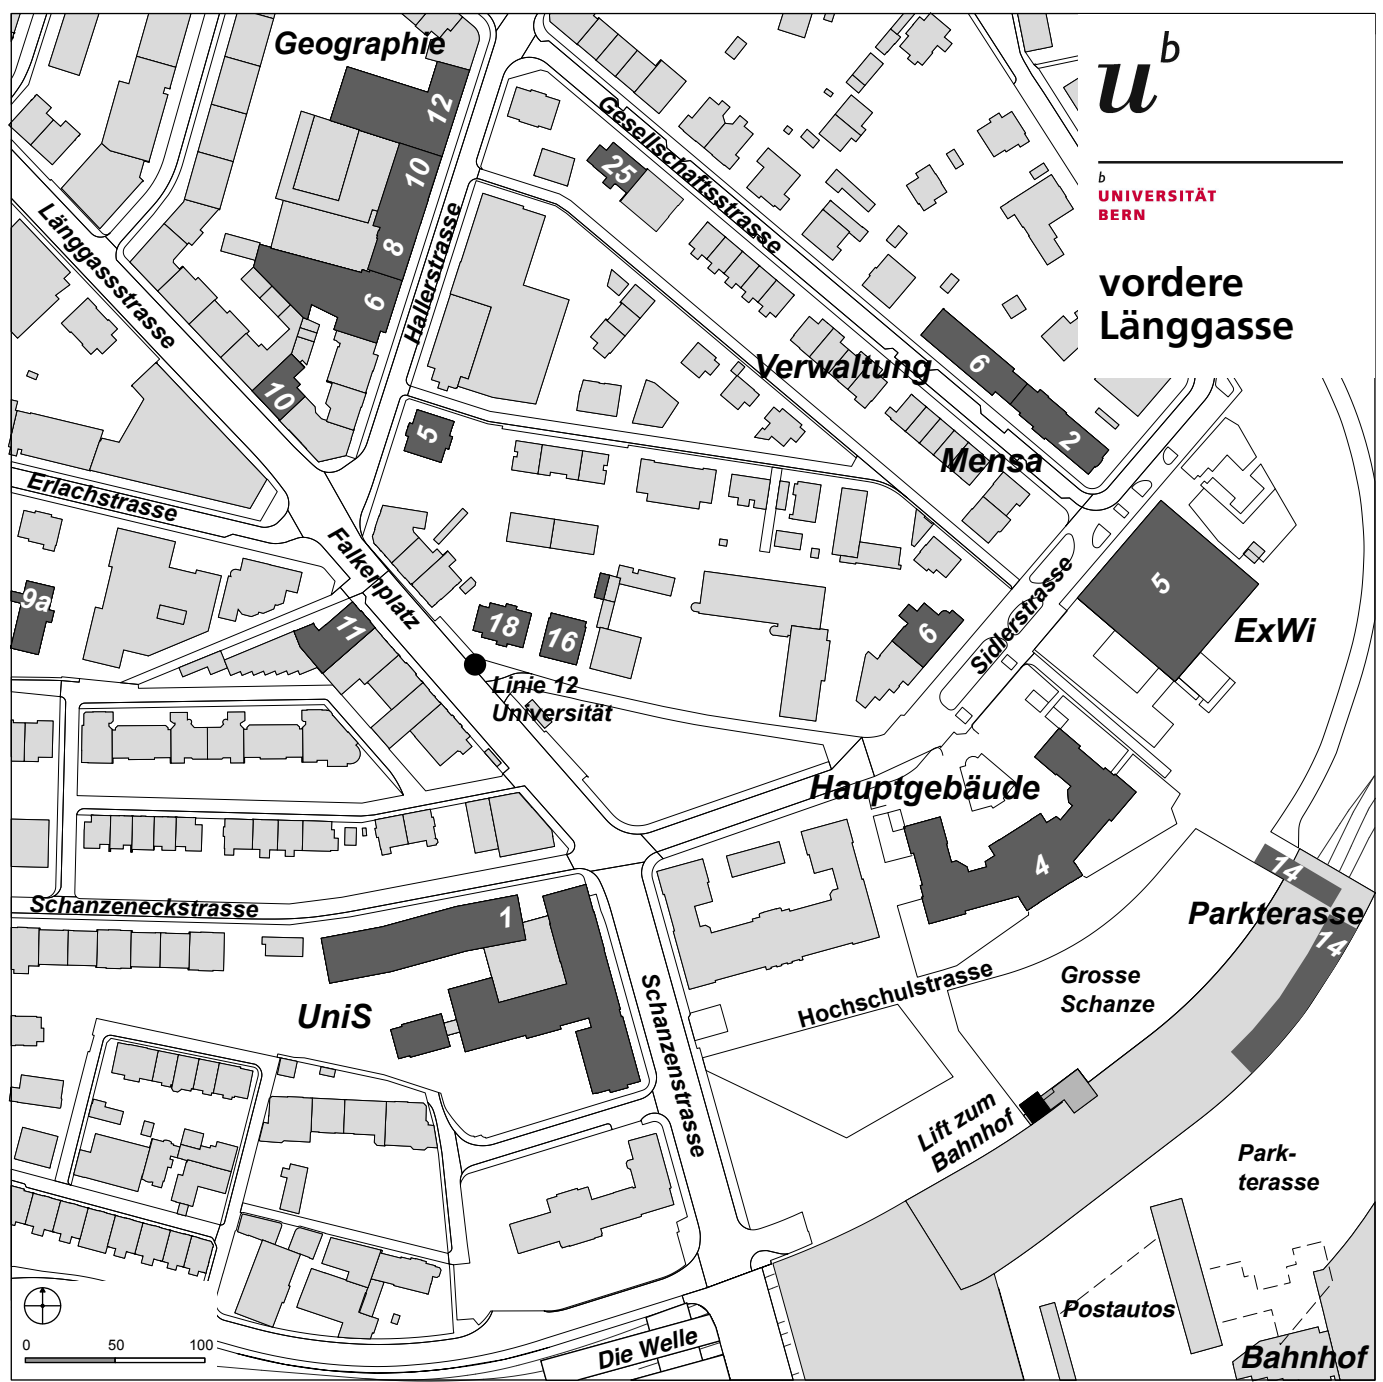 Geographie
12
10
8
6
10
5
25
Gesellschaftsstrasse
Hallerstrasse
Länggassstrasse
u
b
b
UNIVERSITÄT
BERN
vordere
Länggasse
Verwaltung
6
2
Mensa
Erlachstrasse
Falkenplatz
9a
11
18
16
Linie 12
Universität
6
Sidlerstrasse
5
ExWi
Hauptgebäude
4
14
Parkterasse
14
Schanzeneckstrasse
1
UniS
Schanzenstrasse
Hochschulstrasse
Grosse
Schanze
Lift zum
Bahnhof
Park-
terasse
Postautos
Die Welle
Bahnhof
0 50 100